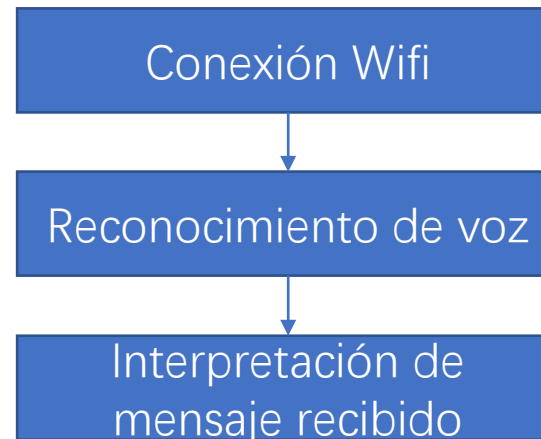 Conexión Wifi
Reconocimiento de voz
Interpretación de
mensaje recibido